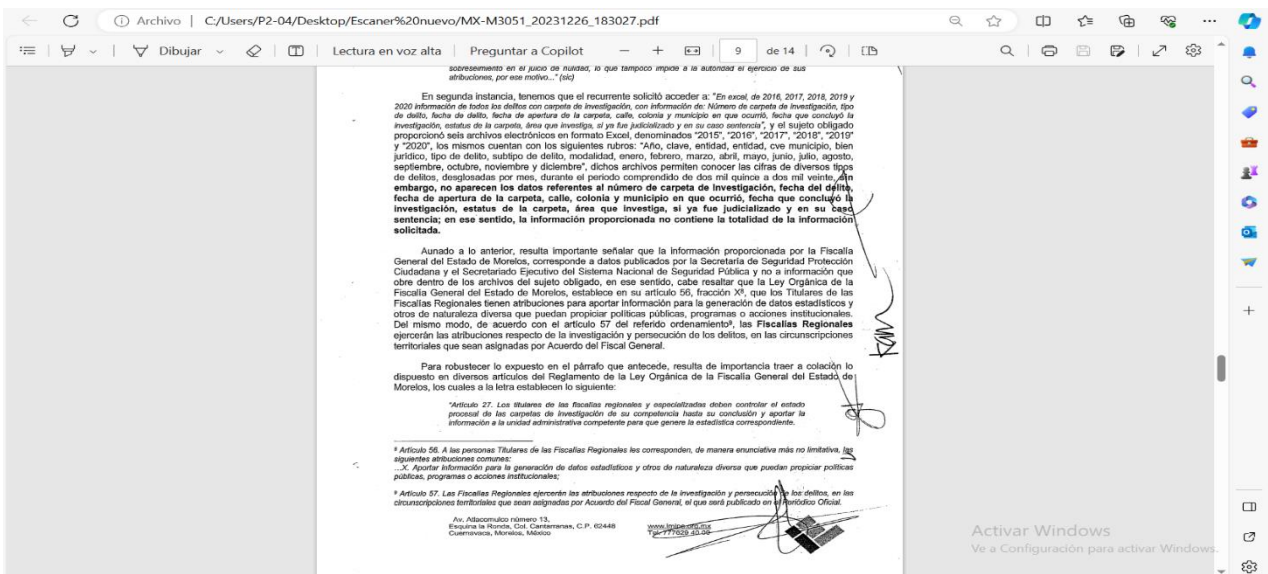 Archivo | C:/Users/P2-04/Desktop/Escaner%20nuevo/MX-M3051_20231226_183027.pdf
Dibujar | Lectura en voz alta | Preguntar a Copilot − + 9 de 14
sobreseimiento en el juicio de nulidad, lo que tampoco impide a la autoridad el ejercicio de sus
atribuciones, por ese motivo..." (sic)
En segunda instancia, tenemos que el recurrente solicitó acceder a: "En excel, de 2016, 2017, 2018, 2019 y
2020 información de todos los delitos con carpeta de investigación, con información de: Número de carpeta de investigación, tipo
de delito, fecha de delito, fecha de apertura de la carpeta, calle, colonia y municipio en que ocurrió, fecha que concluyó la
investigación, estatus de la carpeta, área que investiga, si ya fue judicializado y en su caso sentencia", y el sujeto obligado
proporcionó seis archivos electrónicos en formato Excel, denominados "2015", "2016", "2017", "2018", "2019"
y "2020", los mismos cuentan con los siguientes rubros: "Año, clave, entidad, entidad, cve municipio, bien
jurídico, tipo de delito, subtipo de delito, modalidad, enero, febrero, marzo, abril, mayo, junio, julio, agosto,
septiembre, octubre, noviembre y diciembre", dichos archivos permiten conocer las cifras de diversos tipos
de delitos, desglosadas por mes, durante el periodo comprendido de dos mil quince a dos mil veinte, sin
embargo, no aparecen los datos referentes al número de carpeta de investigación, fecha del delito,
fecha de apertura de la carpeta, calle, colonia y municipio en que ocurrió, fecha que concluyó la
investigación, estatus de la carpeta, área que investiga, si ya fue judicializado y en su caso
sentencia; en ese sentido, la información proporcionada no contiene la totalidad de la información
solicitada.
Aunado a lo anterior, resulta importante señalar que la información proporcionada por la Fiscalía
General del Estado de Morelos, corresponde a datos publicados por la Secretaría de Seguridad Protección
Ciudadana y el Secretariado Ejecutivo del Sistema Nacional de Seguridad Pública y no a información que
obre dentro de los archivos del sujeto obligado, en ese sentido, cabe resaltar que la Ley Orgánica de la
Fiscalía General del Estado de Morelos, establece en su artículo 56, fracción X⁸, que los Titulares de las
Fiscalías Regionales tienen atribuciones para aportar información para la generación de datos estadísticos y
otros de naturaleza diversa que puedan propiciar políticas públicas, programas o acciones institucionales.
Del mismo modo, de acuerdo con el artículo 57 del referido ordenamiento⁹, las Fiscalías Regionales
ejercerán las atribuciones respecto de la investigación y persecución de los delitos, en las circunscripciones
territoriales que sean asignadas por Acuerdo del Fiscal General.
Para robustecer lo expuesto en el párrafo que antecede, resulta de importancia traer a colación lo
dispuesto en diversos artículos del Reglamento de la Ley Orgánica de la Fiscalía General del Estado de
Morelos, los cuales a la letra establecen lo siguiente:
"Artículo 27. Los titulares de las fiscalías regionales y especializadas deben controlar el estado
procesal de las carpetas de investigación de su competencia hasta su conclusión y aportar la
información a la unidad administrativa competente para que genere la estadística correspondiente.
⁸ Artículo 56. A las personas Titulares de las Fiscalías Regionales les corresponden, de manera enunciativa más no limitativa, las
siguientes atribuciones comunes:
...X. Aportar información para la generación de datos estadísticos y otros de naturaleza diversa que puedan propiciar políticas
públicas, programas o acciones institucionales;
⁹ Artículo 57. Las Fiscalías Regionales ejercerán las atribuciones respecto de la investigación y persecución de los delitos, en las
circunscripciones territoriales que sean asignadas por Acuerdo del Fiscal General, el que será publicado en el Periódico Oficial.
Av. Atlacomulco número 13,
Esquina la Ronda, Col. Cantarranas, C.P. 62448
Cuernavaca, Morelos, México
www.imipe.org.mx
Tel. 777629 40 00
Activar Windows
Ve a Configuración para activar Windows.